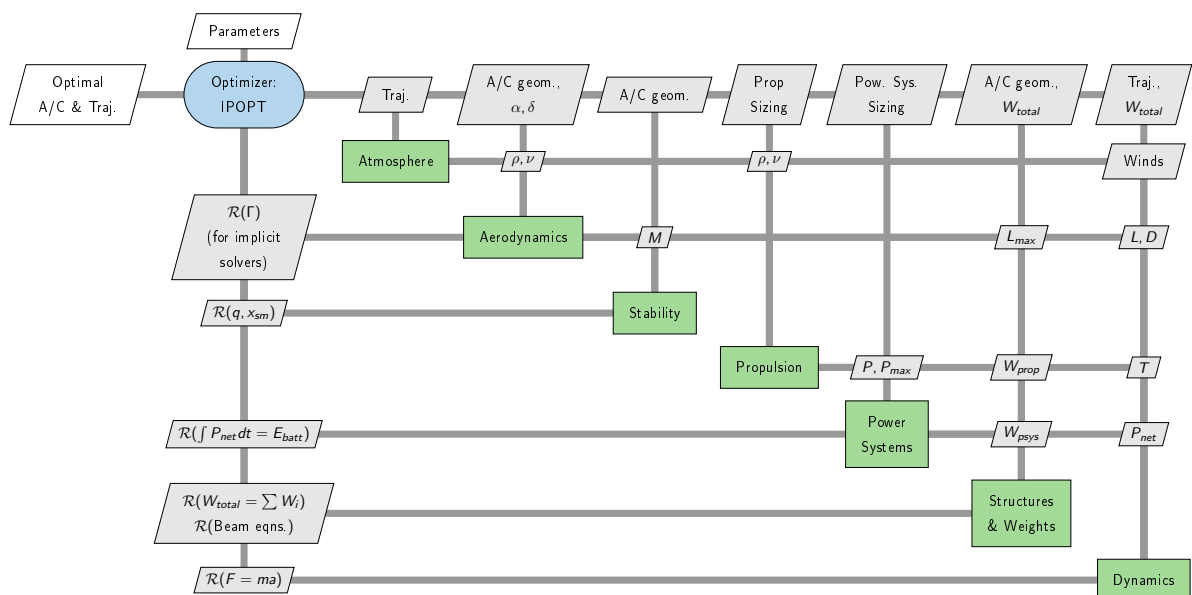 Parameters
Optimal
A/C & Traj.
Optimizer:
IPOPT
Traj.
A/C geom.,
α, δ
A/C geom.
Prop
Sizing
Pow. Sys.
Sizing
A/C geom.,
W_total
Traj.,
W_total
Atmosphere
ρ, ν
ρ, ν
Winds
R(Γ)
(for implicit
solvers)
Aerodynamics
M
L_max
L, D
R(q, x_sm)
Stability
Propulsion
P, P_max
W_prop
T
R(∫ P_net dt = E_batt)
Power
Systems
W_psys
P_net
R(W_total = ∑ W_i)
R(Beam eqns.)
Structures
& Weights
R(F = ma)
Dynamics